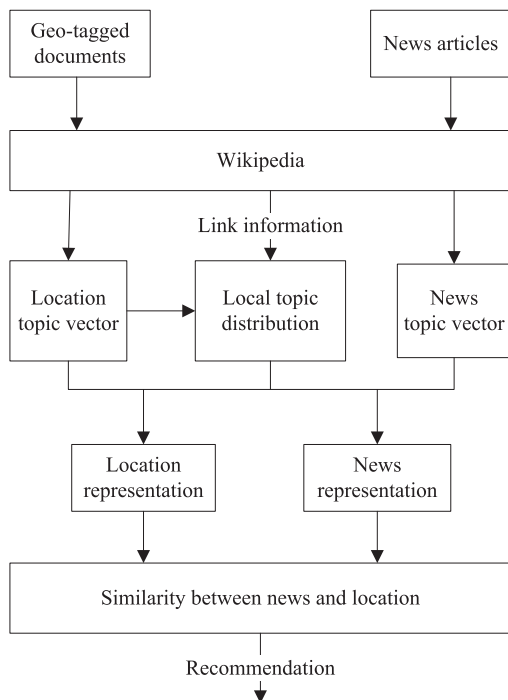 Geo-tagged
documents
News articles
Wikipedia
Link information
Location
topic vector
Local topic
distribution
News
topic vector
Location
representation
News
representation
Similarity between news and location
Recommendation